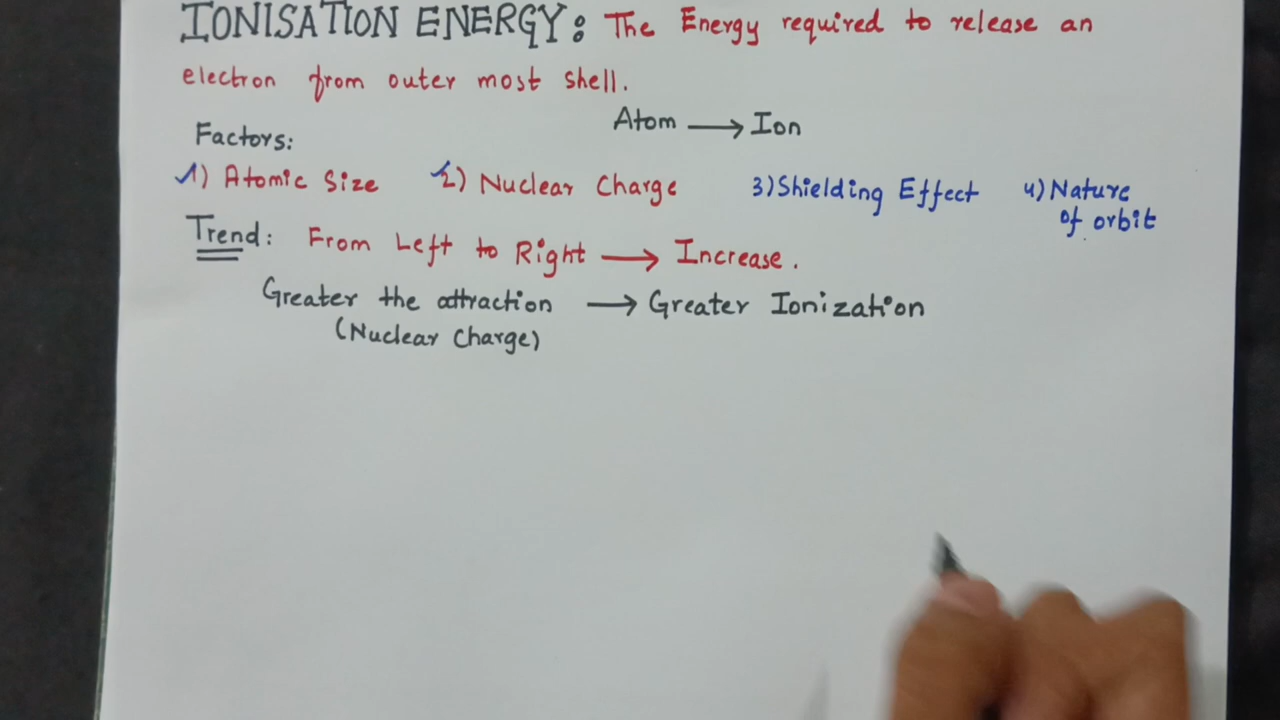 IONISATION ENERGY: The Energy required to release an
electron from outer most shell.
Atom → Ion
Factors:
1) Atomic Size 2) Nuclear Charge 3) Shielding Effect 4) Nature
of orbit
Trend: From Left to Right → Increase.
Greater the attraction → Greater Ionization
(Nuclear Charge)